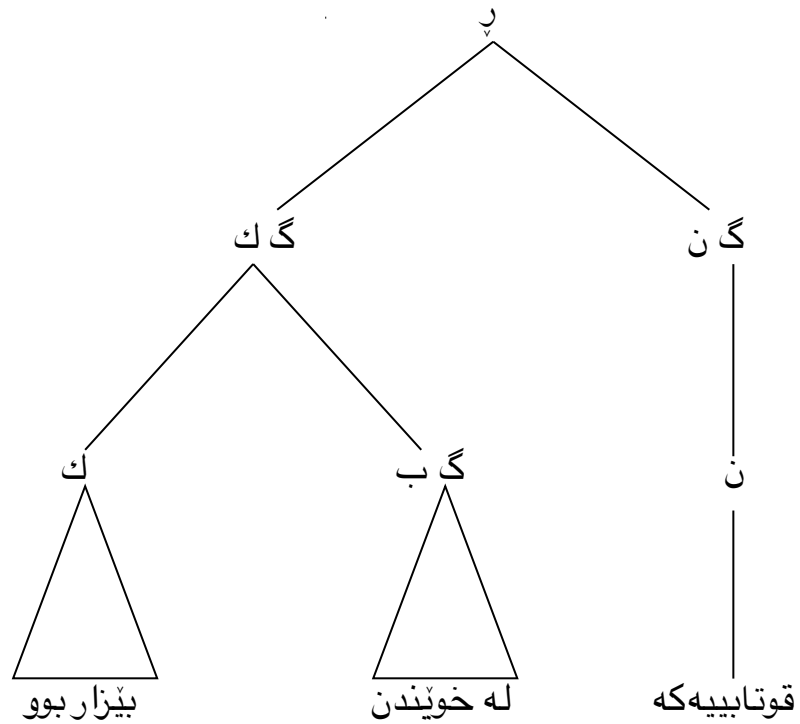 ڕ
گ ن گ ك
ن گ ب ك
قوتابییەکە لە خوێندن بێزار بوو